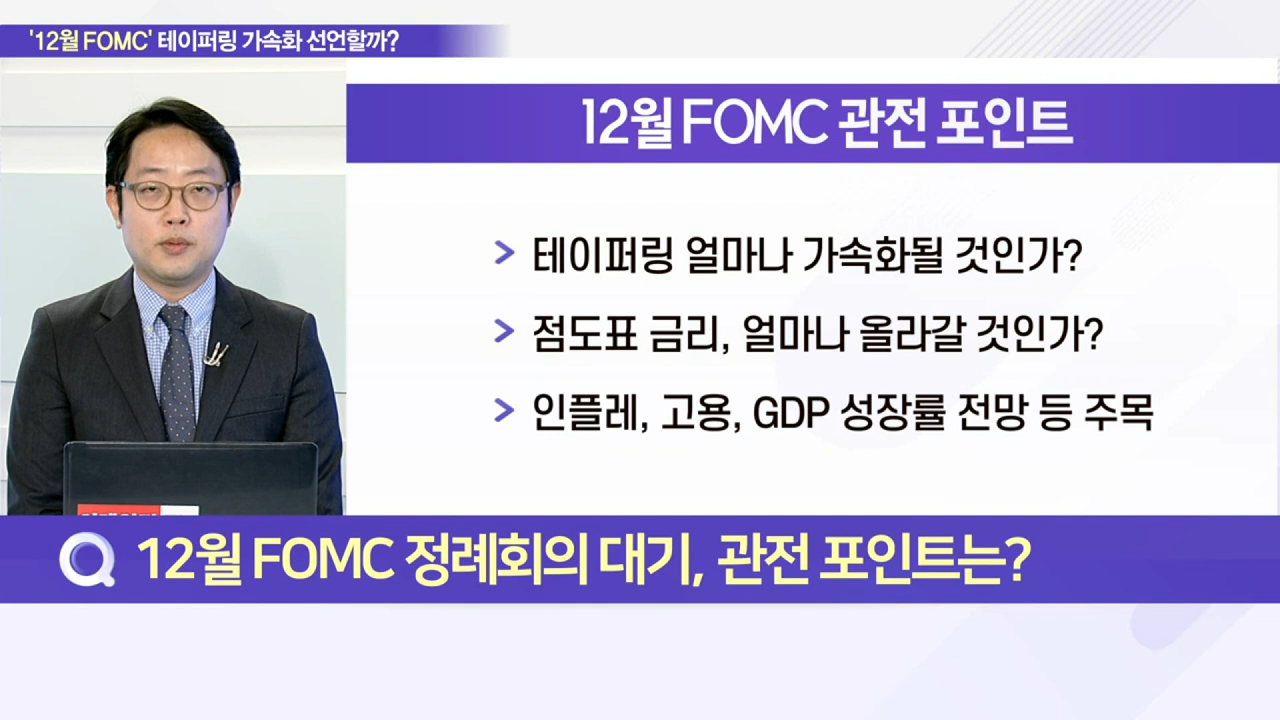 '12월 FOMC' 테이퍼링 가속화 선언할까?
12월 FOMC 관전 포인트
> 테이퍼링 얼마나 가속화될 것인가?
> 점도표 금리, 얼마나 올라갈 것인가?
> 인플레, 고용, GDP 성장률 전망 등 주목
12월 FOMC 정례회의 대기, 관전 포인트는?